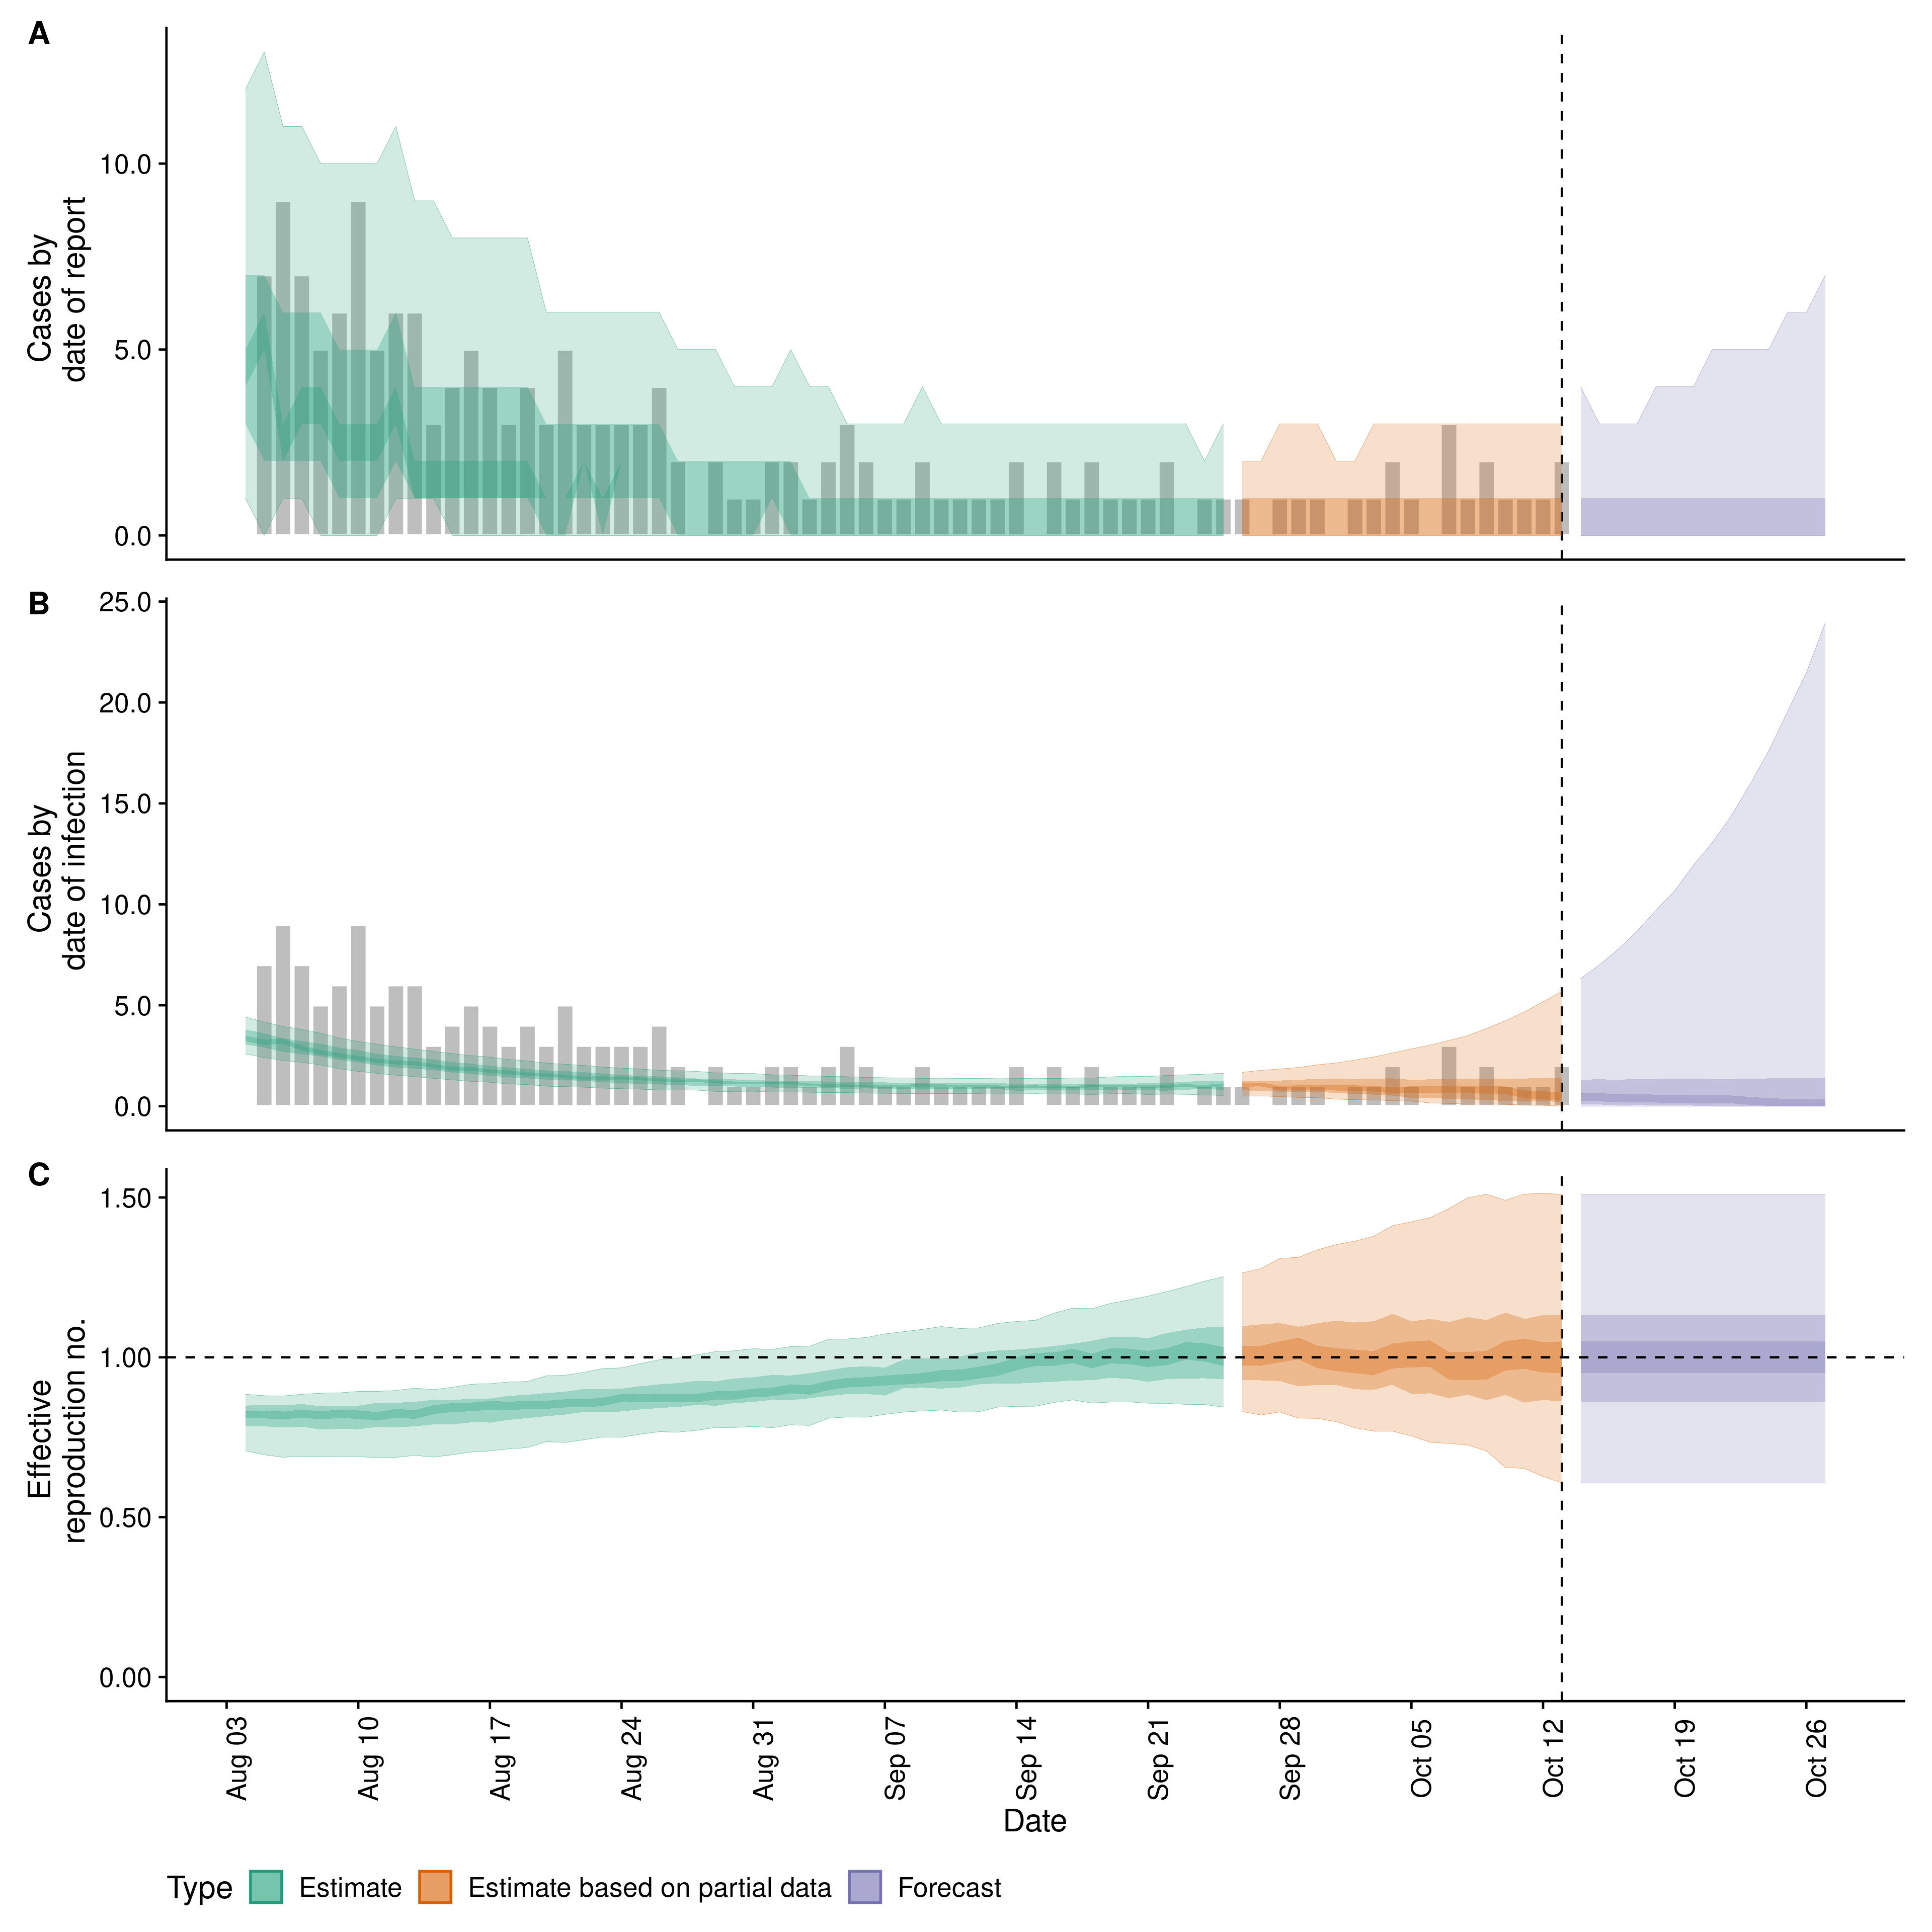 A
Cases by
date of report
10.0
5.0
0.0
B
Cases by
date of infection
25.0
20.0
15.0
10.0
5.0
0.0
C
Effective
reproduction no.
1.50
1.00
0.50
0.00
Aug 03
Aug 10
Aug 17
Aug 24
Aug 31
Sep 07
Sep 14
Sep 21
Sep 28
Oct 05
Oct 12
Oct 19
Oct 26
Date
Type Estimate Estimate based on partial data Forecast